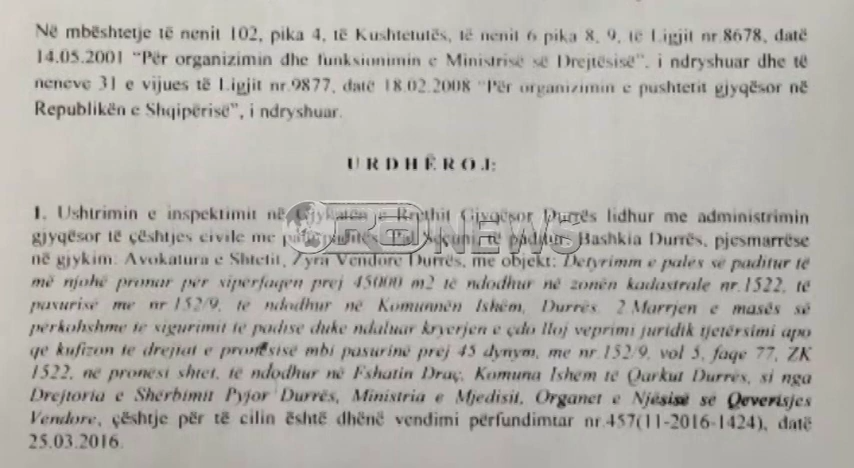 Në mbështetje të nenit 102, pika 4, të Kushtetutës, të nenit 6 pika 8, 9, të Ligjit nr.8678, datë
14.05.2001 “Për organizimin dhe funksionimin e Ministrisë së Drejtësisë”, i ndryshuar dhe të
neneve 31 e vijues të Ligjit nr.9877, datë 18.02.2008 “Për organizimin e pushtetit gjyqësor në
Republikën e Shqipërisë”, i ndryshuar.
U R D H Ë R O J:
1. Ushtrimin e inspektimit në Gjykatën e Rrethit Gjyqësor Durrës lidhur me administrimin
gjyqësor të çështjes civile me palë paditës Pal të paditur Bashkia Durrës, pjesmarrëse
në gjykim: Avokatura e Shtetit, Zyra Vendore Durrës, me objekt: Detyrimin e palës së paditur të
më njohë pronar për sipërfaqen prej 45000 m2 të ndodhur në zonën kadastrale nr.1522, të
pasurisë me nr 152/9, të ndodhur në Komunnën Ishëm, Durrës. 2.Marrjen e masës së
përkohshme të sigurimit të padisë duke ndaluar kryerjen e çdo lloj veprimi juridik tjetërsimi apo
që kufizon të drejtat e pronësisë mbi pasurinë prej 45 dynym, me nr.152/9, vol 5, faqe 77, ZK
1522, në pronësi shtet, të ndodhur në Fshatin Draç, Komuna Ishëm të Qarkut Durrës, si nga
Drejtoria e Shërbimit Pyjor Durrës, Ministria e Mjedisit, Organet e Njësisë së Qeverisjes
Vendore, çështje për të cilin është dhënë vendimi përfundimtar nr.457(11-2016-1424), datë
25.03.2016.
NEWS